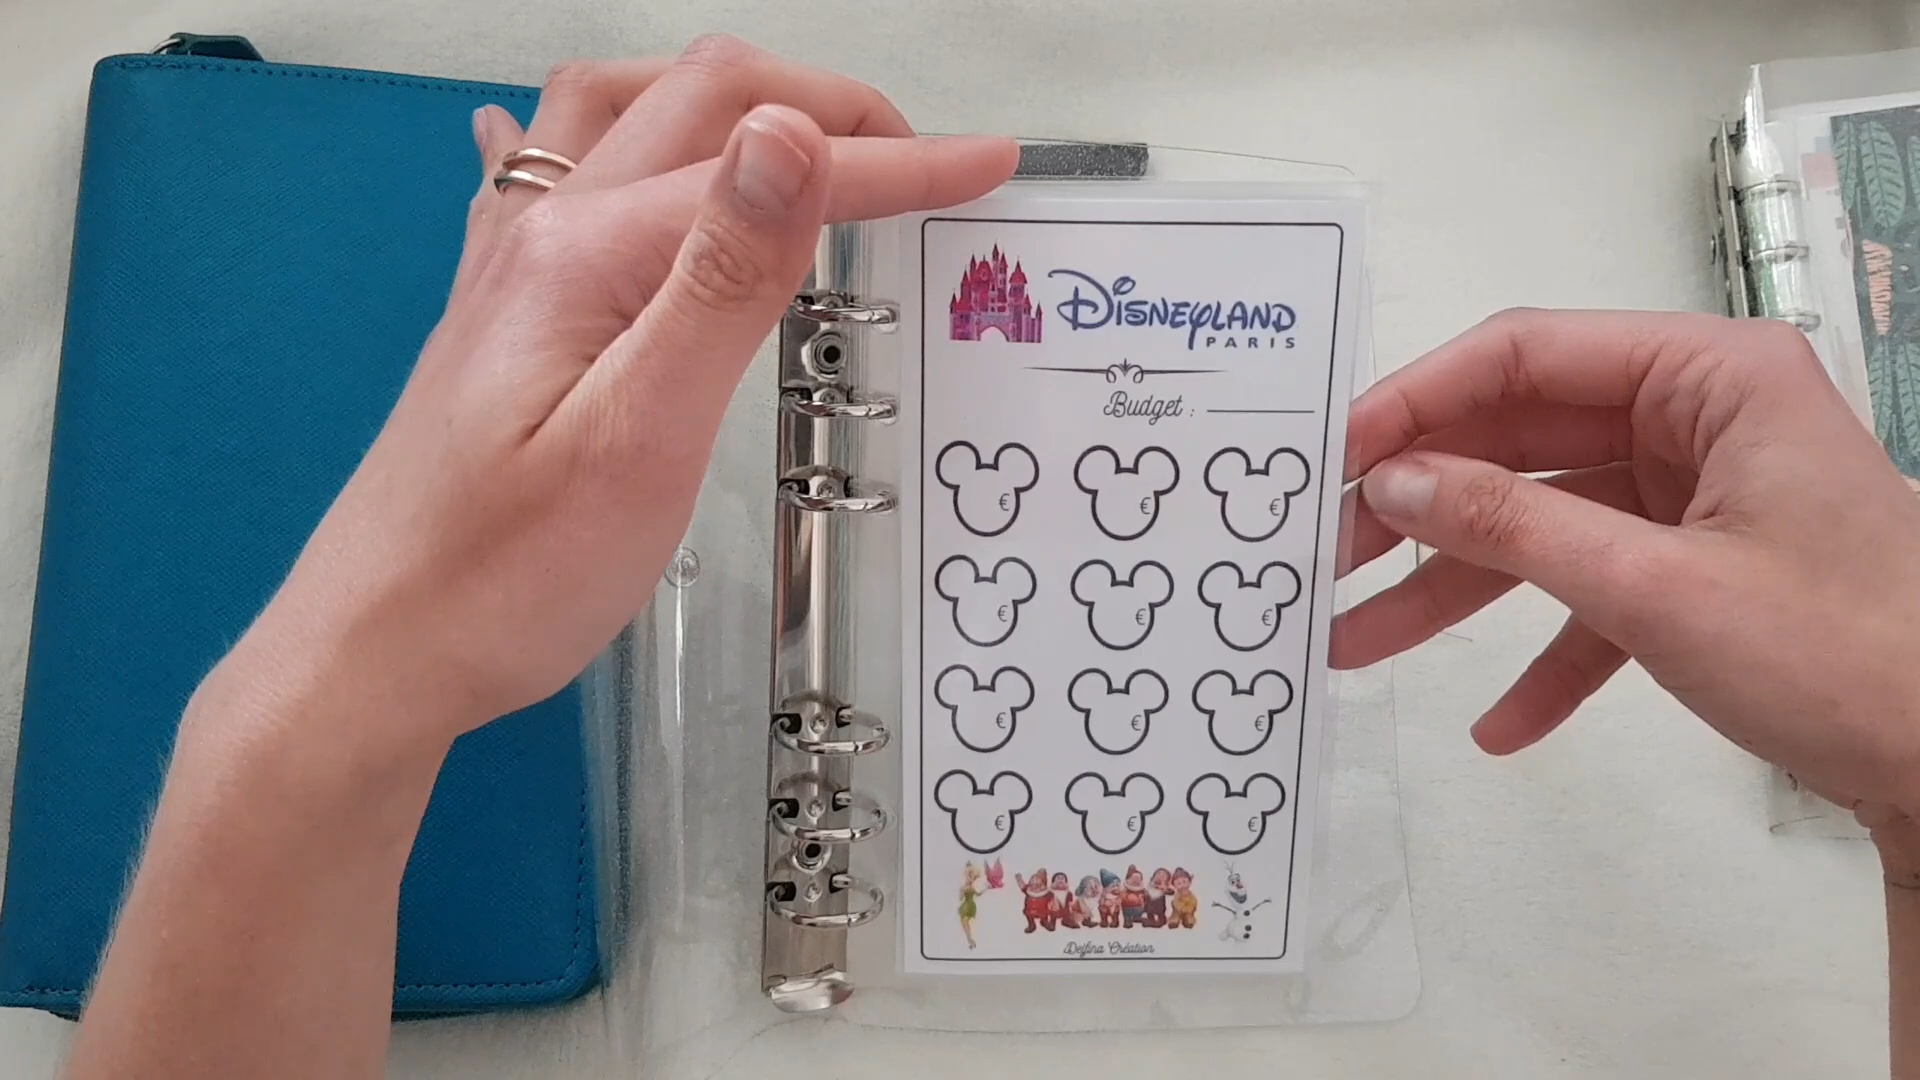 DISNEYLAND
PARIS
Budget :
€ € €
€ € €
€ € €
€ € €
Delfina Création